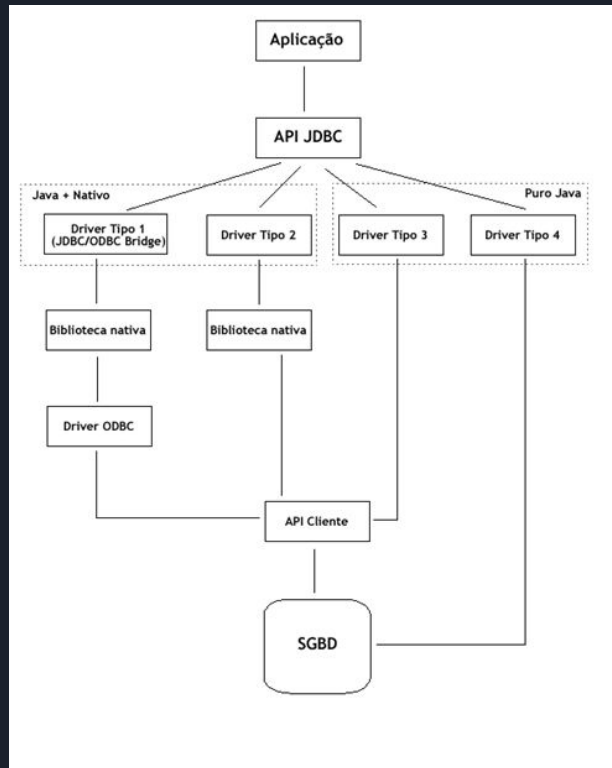 Aplicação
API JDBC
Java + Nativo
Puro Java
Driver Tipo 1
(JDBC/ODBC Bridge)
Driver Tipo 2
Driver Tipo 3
Driver Tipo 4
Biblioteca nativa
Biblioteca nativa
Driver ODBC
API Cliente
SGBD